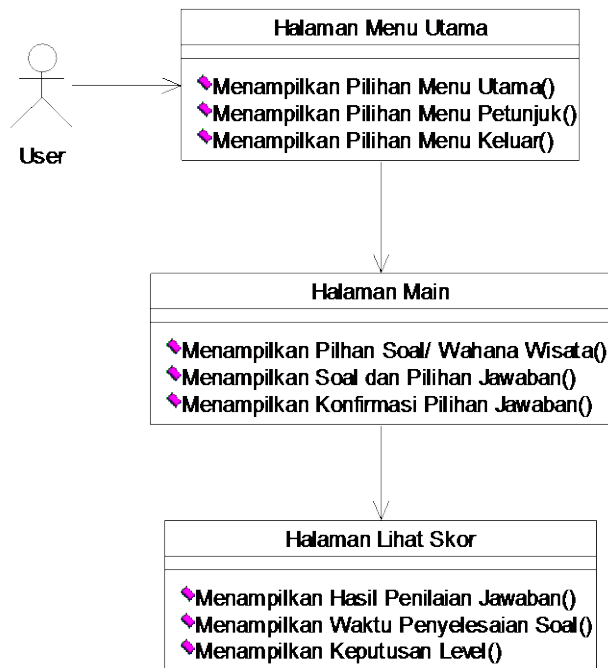 Halaman Menu Utama
Menampilkan Pilihan Menu Utama()
Menampilkan Pilihan Menu Petunjuk()
Menampilkan Pilihan Menu Keluar()
User
Halaman Main
Menampilkan Pilhan Soal/ Wahana Wisata()
Menampilkan Soal dan Pilihan Jawaban()
Menampilkan Konfirmasi Pilihan Jawaban()
Halaman Lihat Skor
Menampilkan Hasil Penilaian Jawaban()
Menampilkan Waktu Penyelesaian Soal()
Menampilkan Keputusan Level()